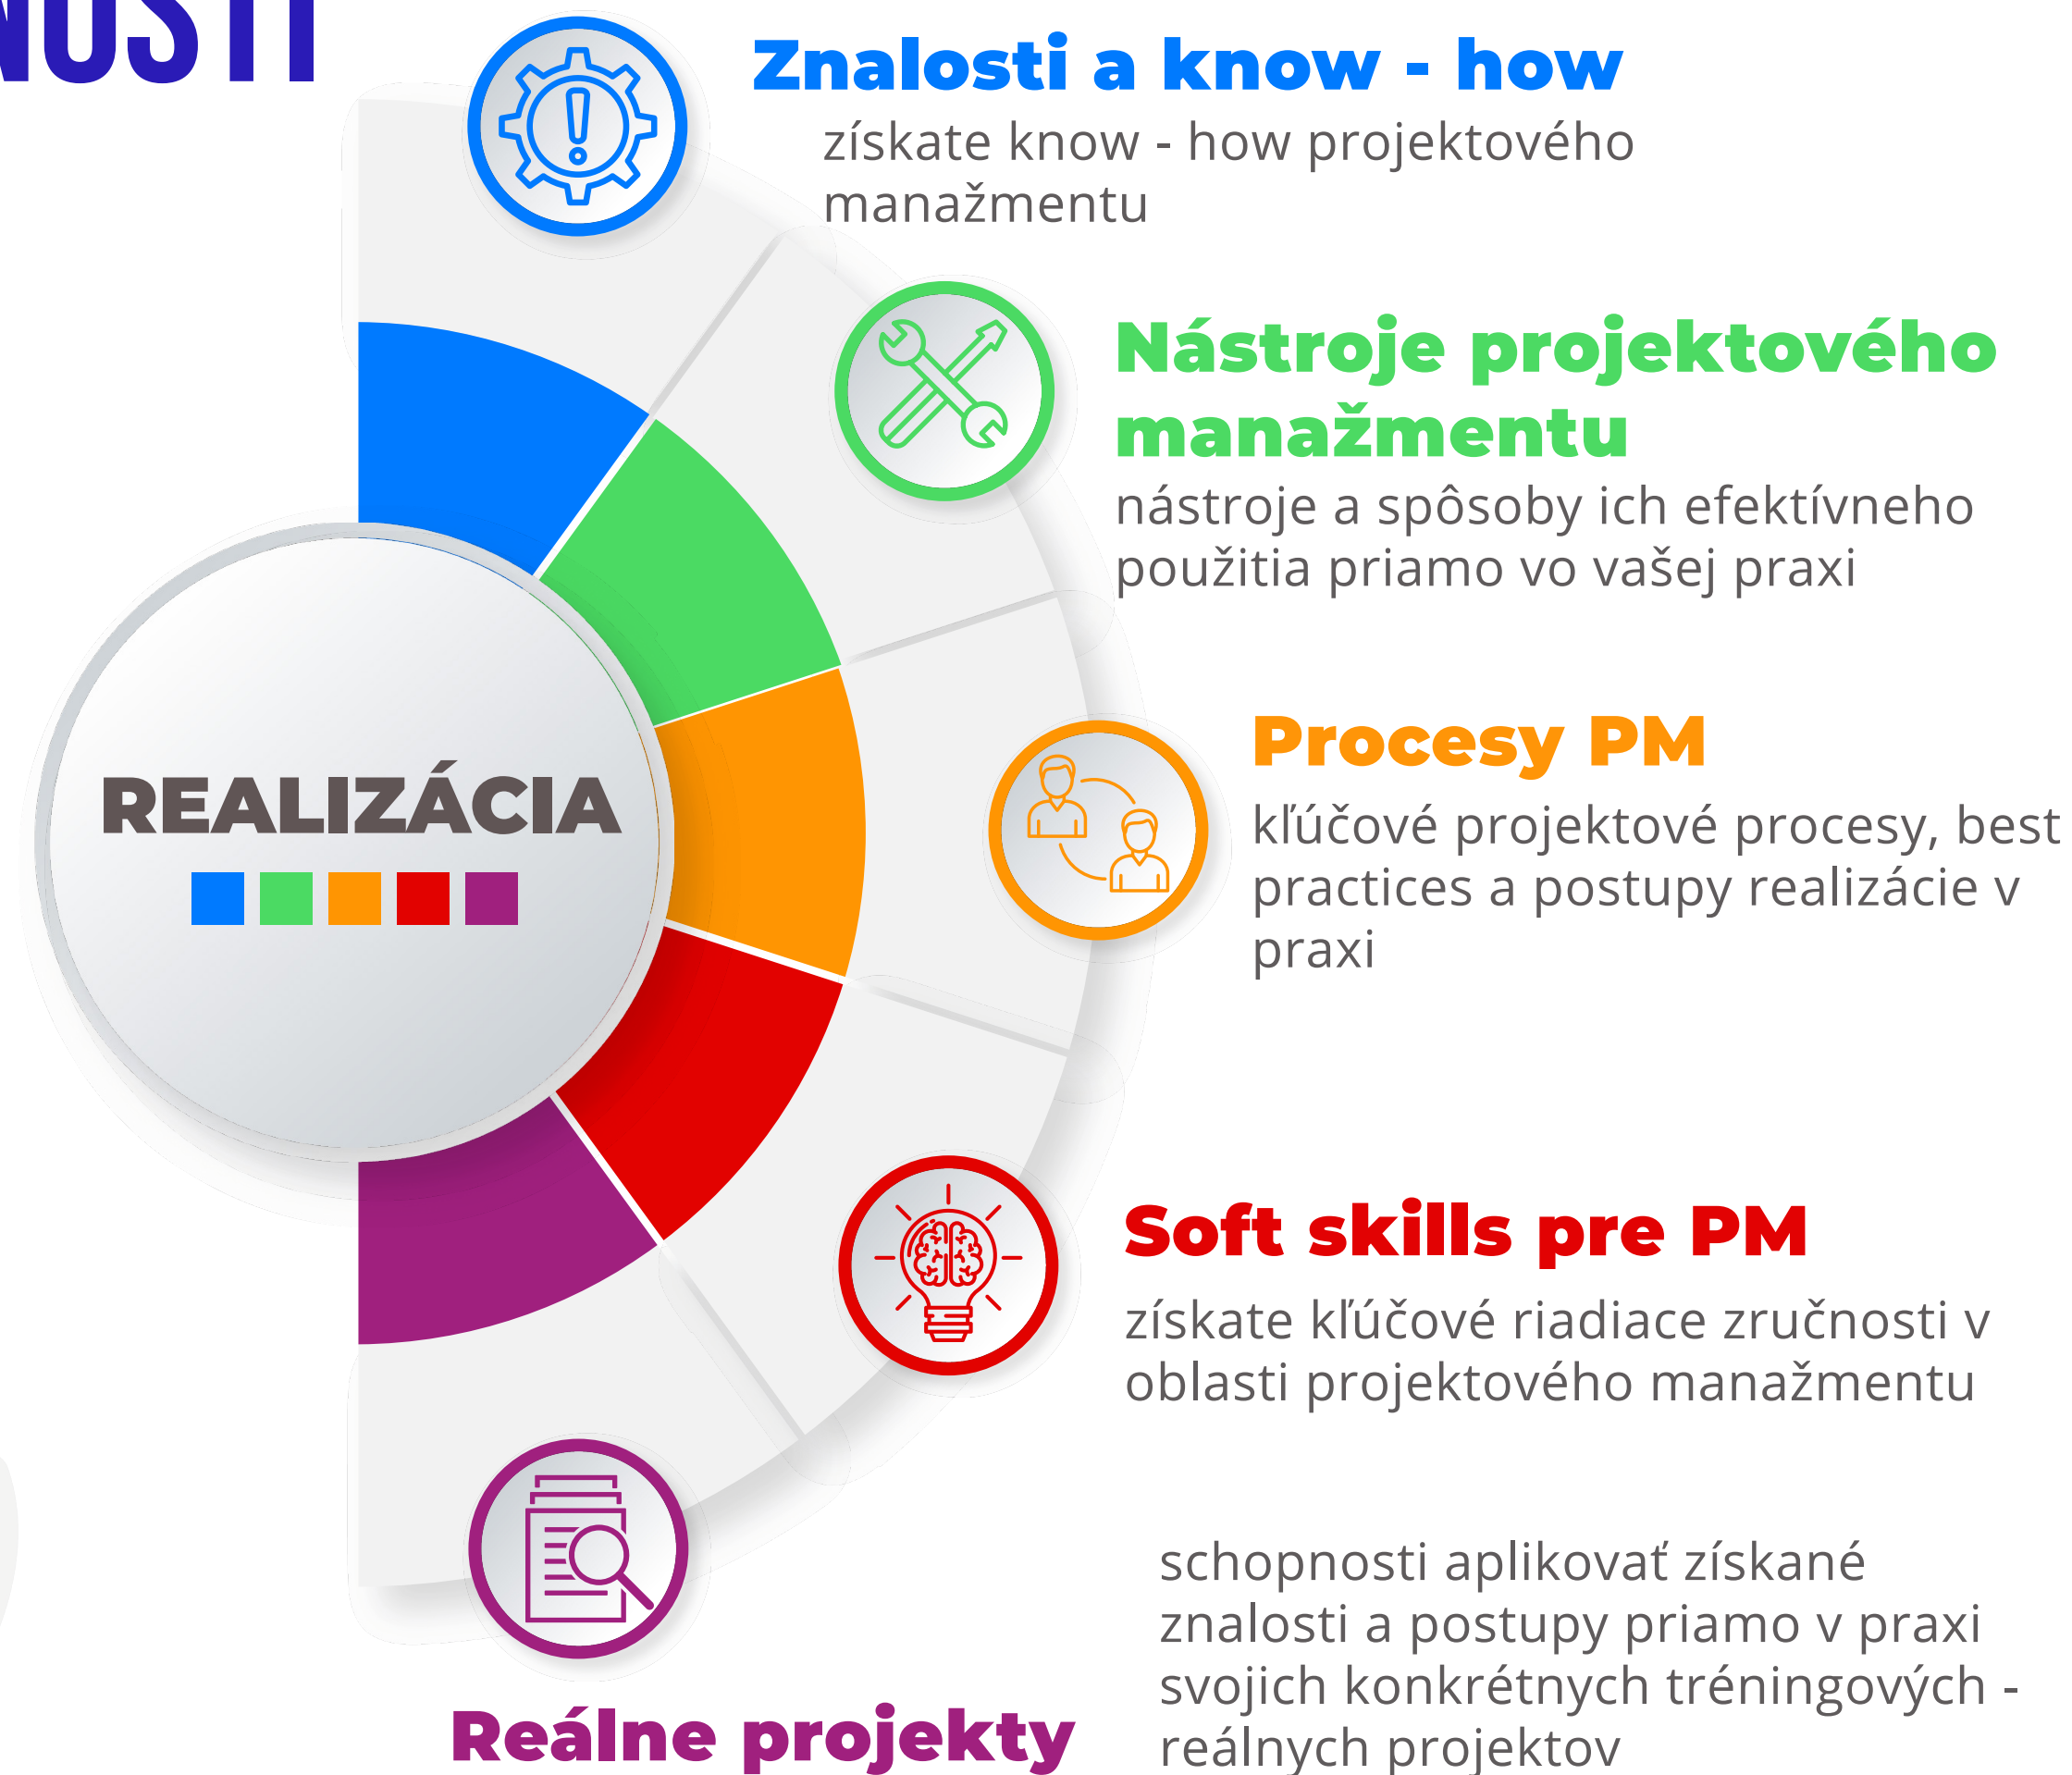 Znalosti a know - how
získate know - how projektového
manažmentu
Nástroje projektového
manažmentu
nástroje a spôsoby ich efektívneho
použitia priamo vo vašej praxi
REALIZÁCIA
Procesy PM
kľúčové projektové procesy, best
practices a postupy realizácie v
praxi
Soft skills pre PM
získate kľúčové riadiace zručnosti v
oblasti projektového manažmentu
Reálne projekty
schopnosti aplikovať získané
znalosti a postupy priamo v praxi
svojich konkrétnych tréningových -
reálnych projektov